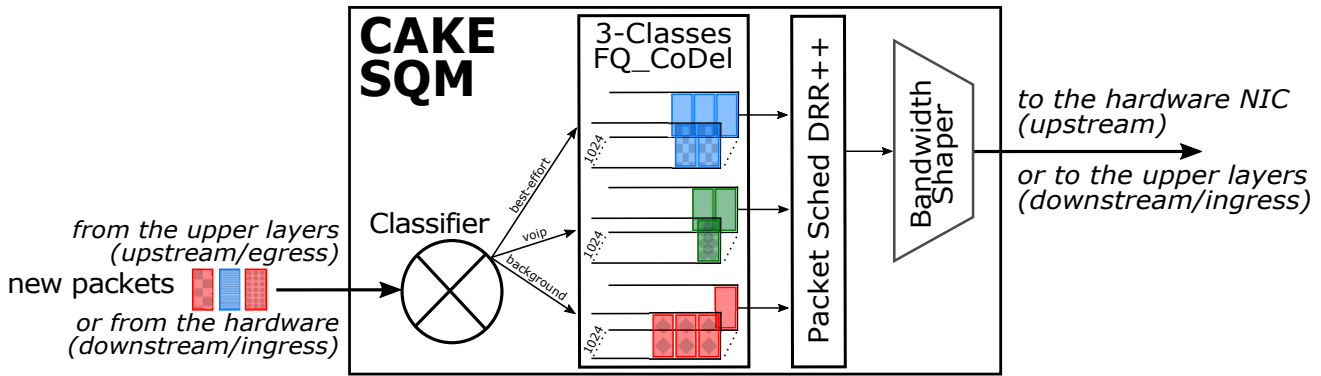 CAKE
SQM
3-Classes
FQ_CoDel
1024
1024
1024
best-effort
voip
background
Classifier
from the upper layers
(upstream/egress)
new packets
or from the hardware
(downstream/ingress)
Packet Sched DRR++
Bandwidth
Shaper
to the hardware NIC
(upstream)
or to the upper layers
(downstream/ingress)